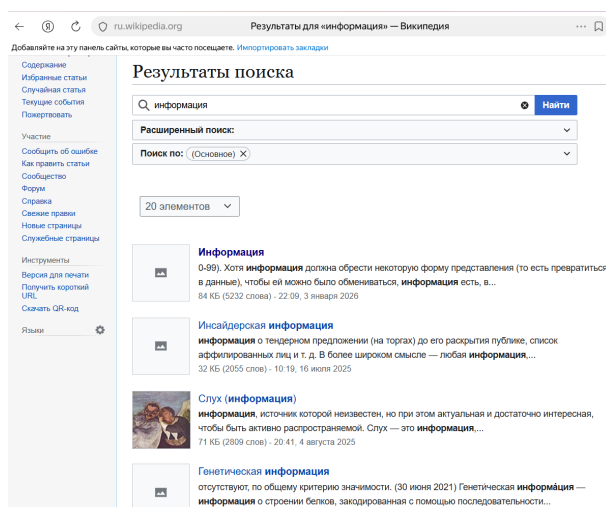 ru.wikipedia.org Результаты для «информация» — Википедия
Добавляйте на эту панель сайты, которые вы часто посещаете. Импортировать закладки
Содержание
Избранные статьи
Случайная статья
Текущие события
Пожертвовать
Участие
Сообщить об ошибке
Как править статьи
Сообщество
Форум
Справка
Свежие правки
Новые страницы
Служебные страницы
Инструменты
Версия для печати
Получить короткий
URL
Скачать QR-код
Языки
Результаты поиска
информация Найти
Расширенный поиск:
Поиск по: (Основное)
20 элементов
Информация
0-99). Хотя информация должна обрести некоторую форму представления (то есть превратиться
в данные), чтобы ей можно было обмениваться, информация есть, в...
84 КБ (5232 слова) - 22:09, 3 января 2026
Инсайдерская информация
информация о тендерном предложении (на торгах) до его раскрытия публике, список
аффилированных лиц и т. д. В более широком смысле — любая информация,...
32 КБ (2055 слов) - 10:19, 16 июля 2025
Слух (информация)
информация, источник которой неизвестен, но при этом актуальная и достаточно интересная,
чтобы быть активно распространяемой. Слух — это информация,...
71 КБ (2809 слов) - 20:41, 4 августа 2025
Генетическая информация
отсутствуют, по общему критерию значимости. (30 июня 2021) Генети́ческая информа́ция —
информация о строении белков, закодированная с помощью последовательности...